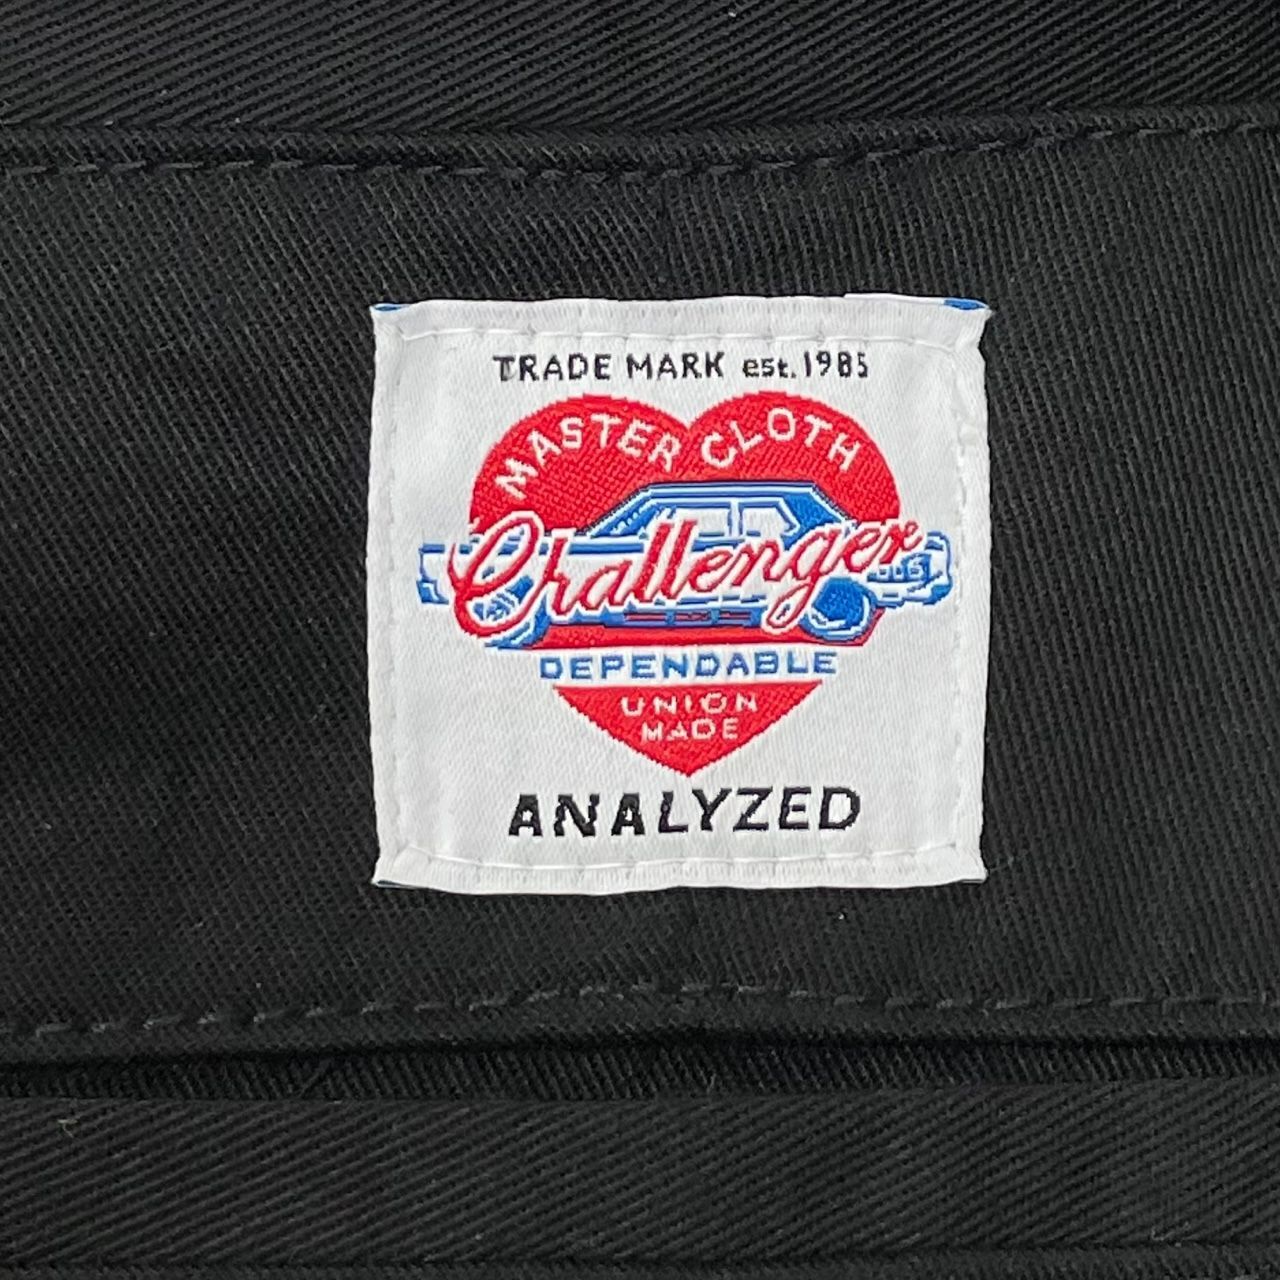 TRADE MARK est. 1985
MASTER CLOTH
Challenger
DEPENDABLE
UNION
MADE
ANALYZED